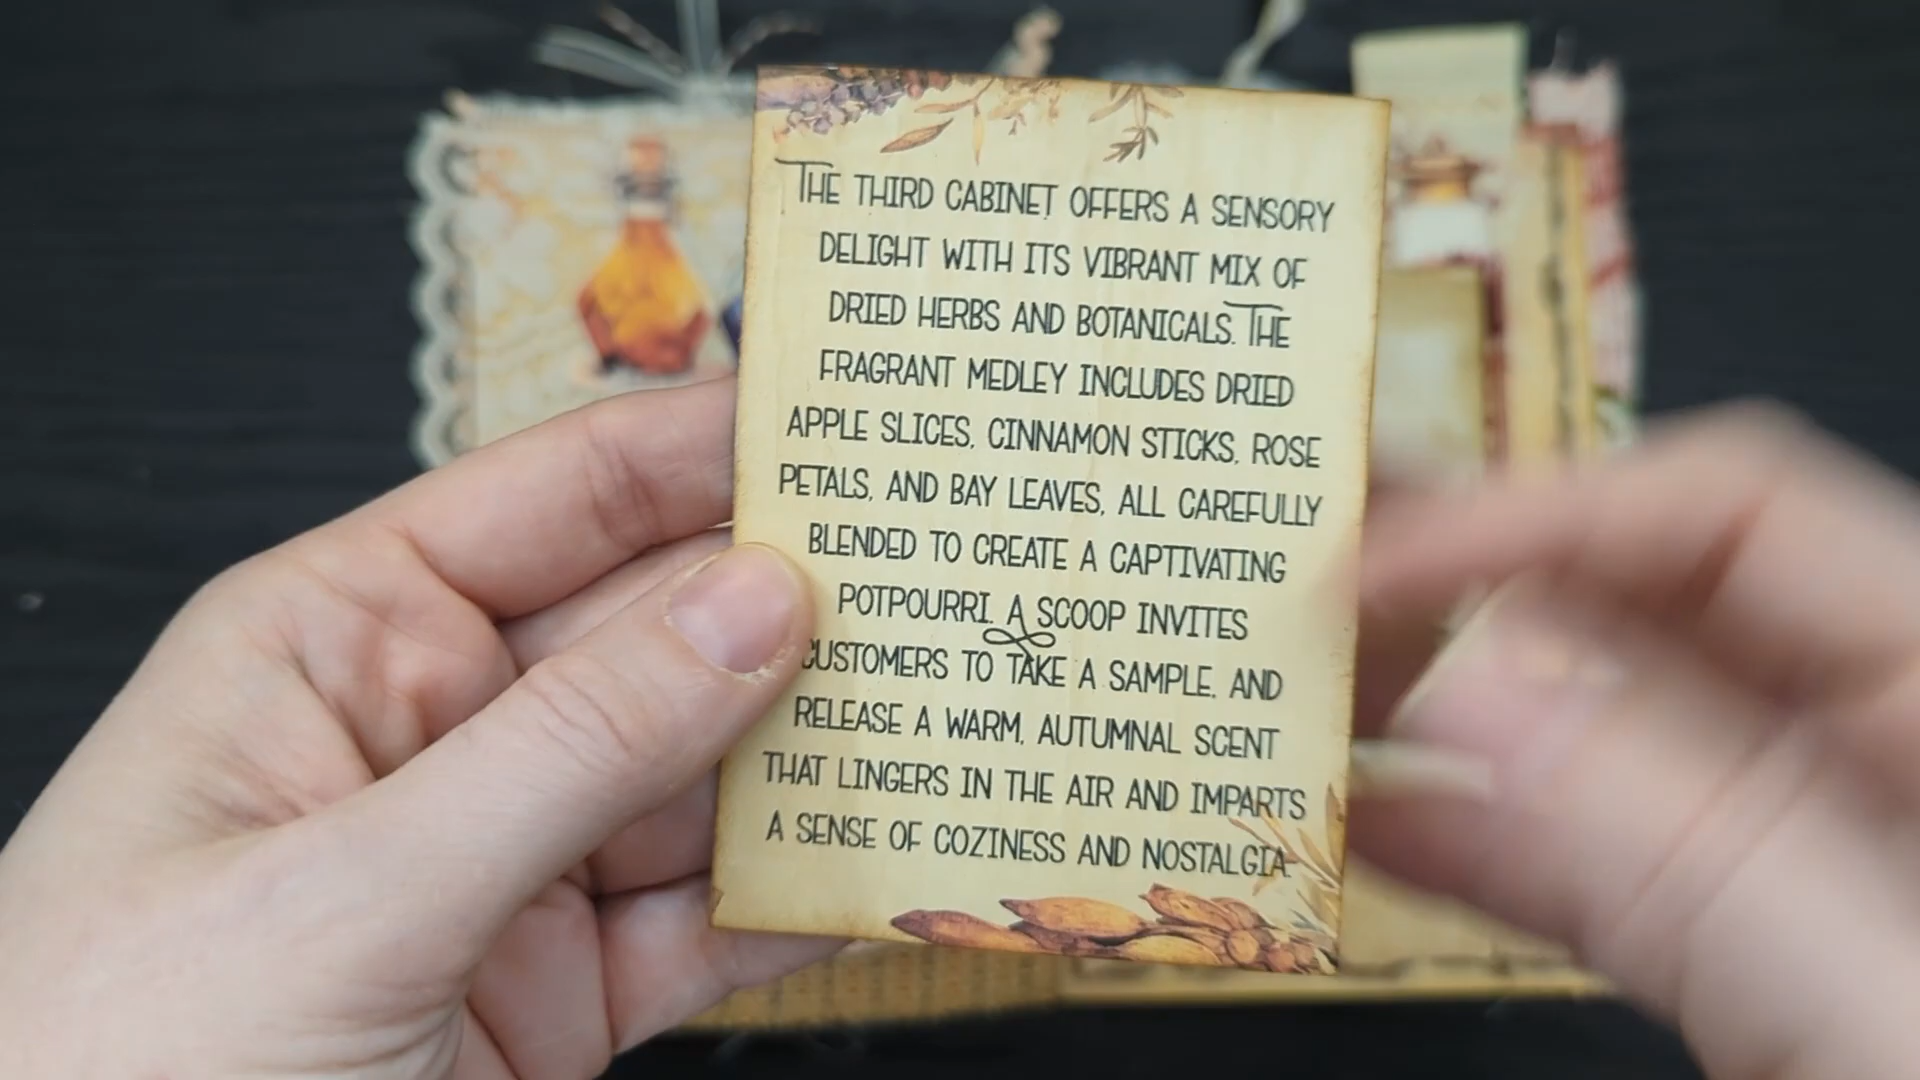 THE THIRD CABINET OFFERS A SENSORY
DELIGHT WITH ITS VIBRANT MIX OF
DRIED HERBS AND BOTANICALS. THE
FRAGRANT MEDLEY INCLUDES DRIED
APPLE SLICES, CINNAMON STICKS, ROSE
PETALS, AND BAY LEAVES, ALL CAREFULLY
BLENDED TO CREATE A CAPTIVATING
POTPOURRI. A SCOOP INVITES
CUSTOMERS TO TAKE A SAMPLE, AND
RELEASE A WARM, AUTUMNAL SCENT
THAT LINGERS IN THE AIR AND IMPARTS
A SENSE OF COZINESS AND NOSTALGIA.